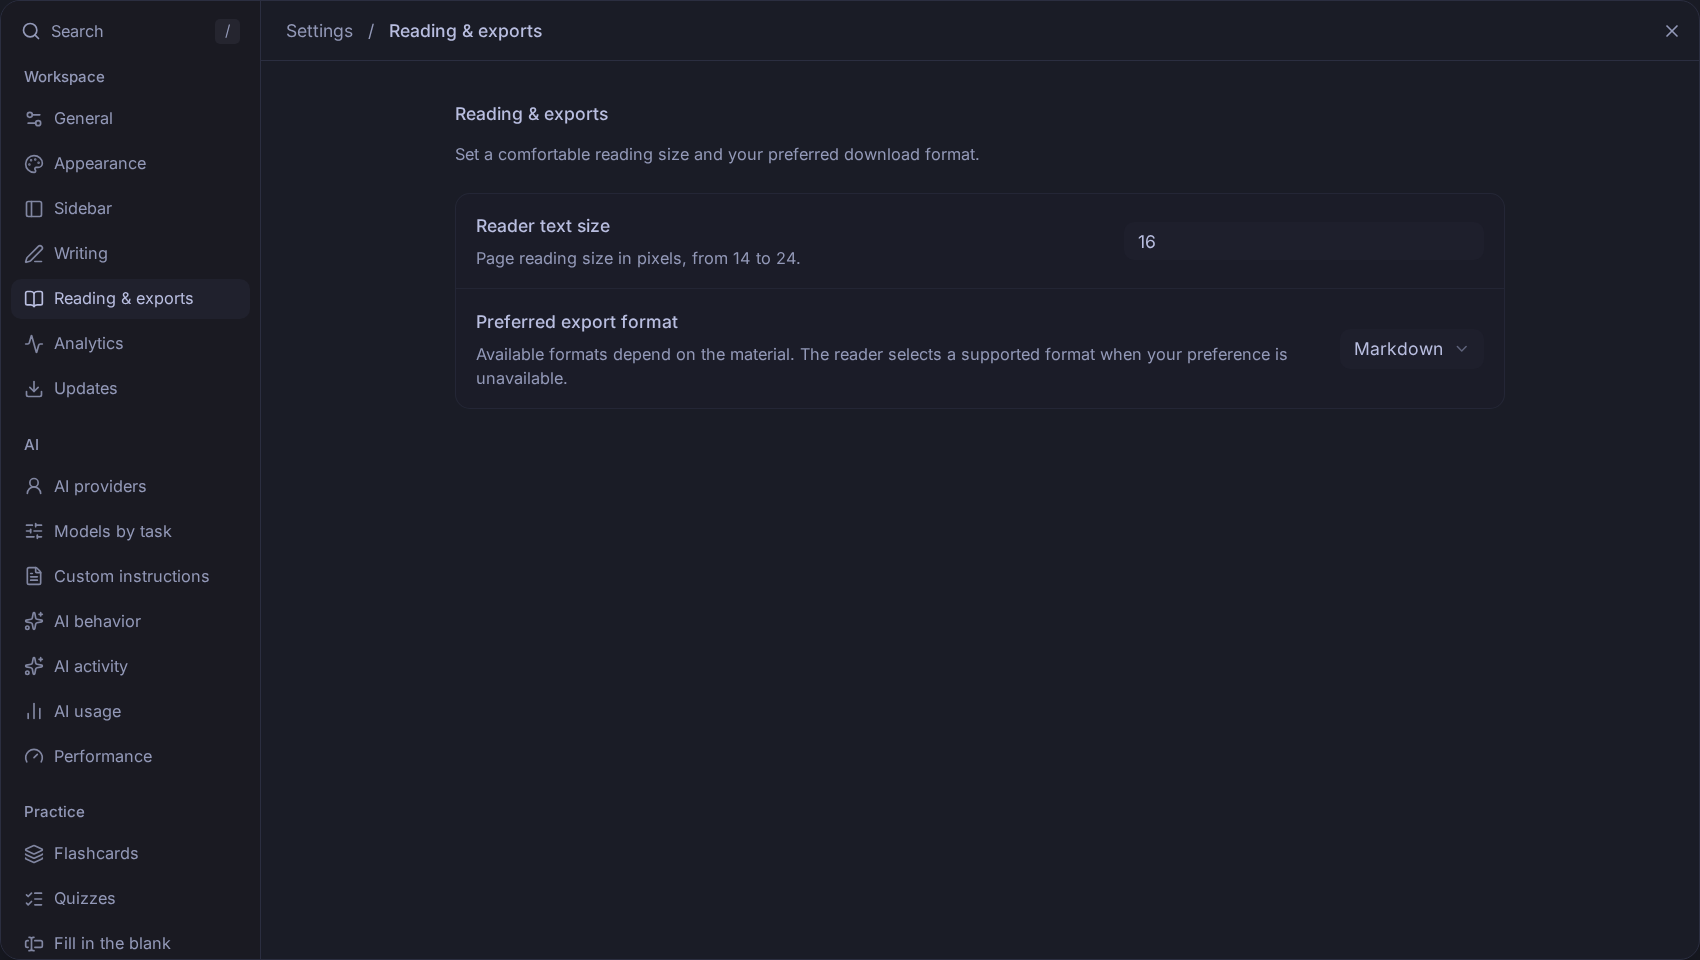 Search /
Workspace
General
Appearance
Sidebar
Writing
Reading & exports
Analytics
Updates
AI
AI providers
Models by task
Custom instructions
AI behavior
AI activity
AI usage
Performance
Practice
Flashcards
Quizzes
Fill in the blank
Settings / Reading & exports
Reading & exports
Set a comfortable reading size and your preferred download format.
Reader text size
Page reading size in pixels, from 14 to 24.
16
Preferred export format
Available formats depend on the material. The reader selects a supported format when your preference is
unavailable.
Markdown